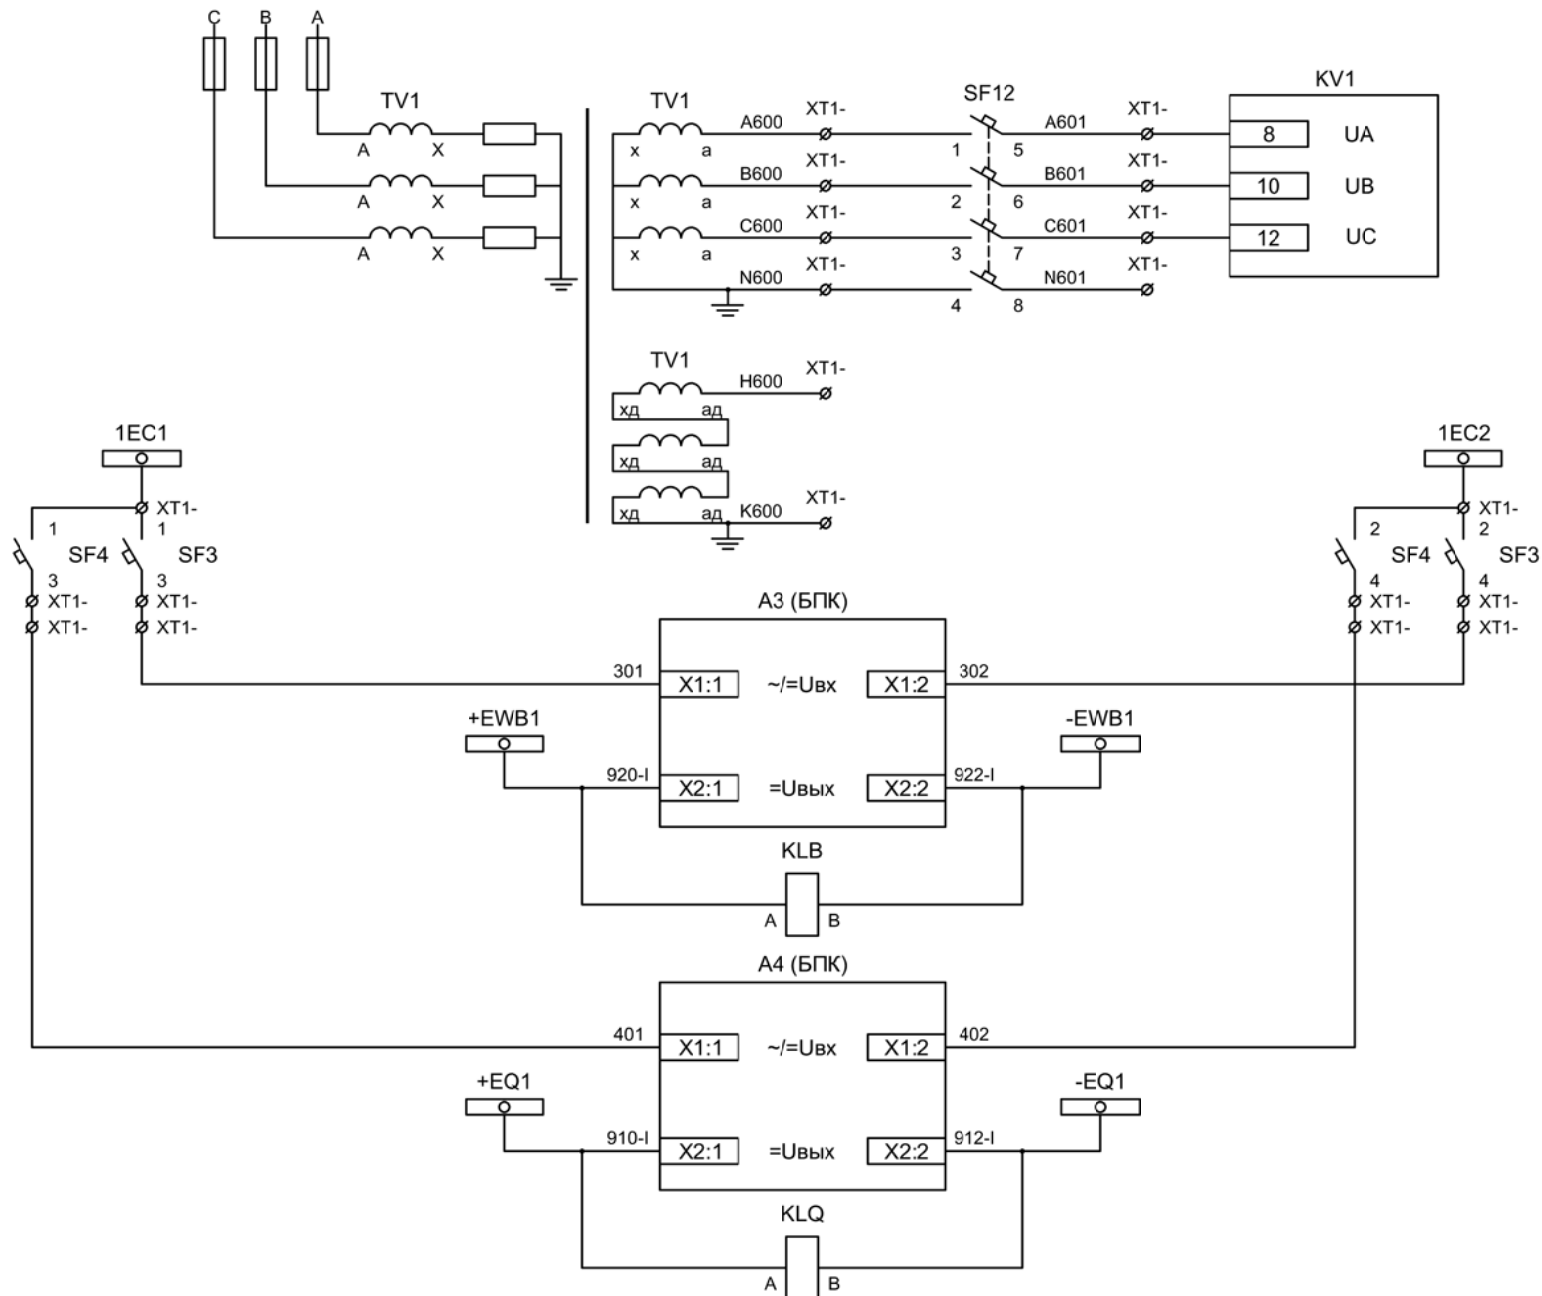 C B A
KV1
TV1 TV1 XT1- SF12 XT1-
A600 A601 8 UA
A X x a 1 5
XT1- XT1-
B600 B601 10 UB
A X x a 2 6
XT1- XT1-
C600 C601 12 UC
A X x a 3 7
XT1- XT1-
N600 N601
4 8
TV1 XT1-
H600
хд ад
1EC1 1EC2
хд ад
XT1-
K600
хд ад
XT1- XT1-
1 1 2 2
SF4 SF3 SF4 SF3
3 3 4 4
XT1- XT1- XT1- XT1-
XT1- XT1- XT1- XT1-
A3 (БПК)
301 X1:1 ~/=Uвх X1:2 302
+EWB1 -EWB1
920-I X2:1 =Uвых X2:2 922-I
KLB
A B
A4 (БПК)
401 X1:1 ~/=Uвх X1:2 402
+EQ1 -EQ1
910-I X2:1 =Uвых X2:2 912-I
KLQ
A B